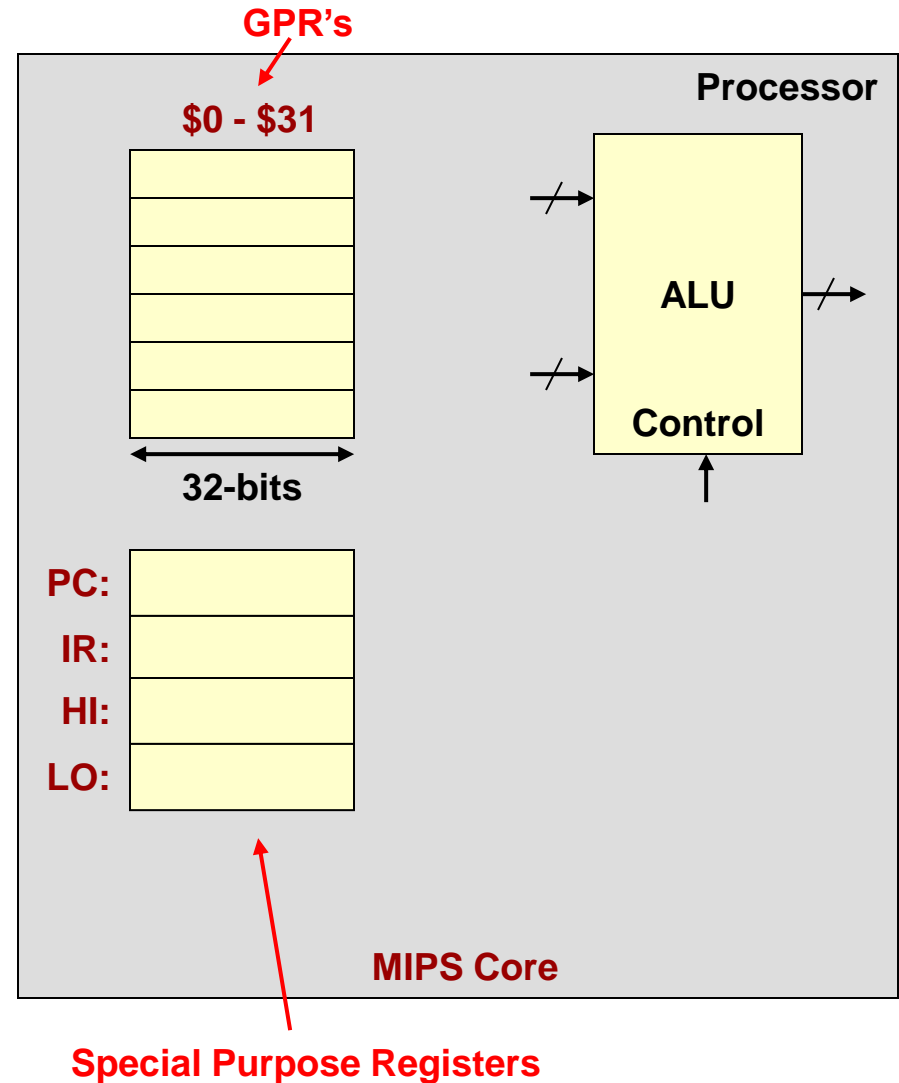 GPR's
Processor
$0 - $31
ALU
Control
32-bits
PC:
IR:
HI:
LO:
MIPS Core
Special Purpose Registers